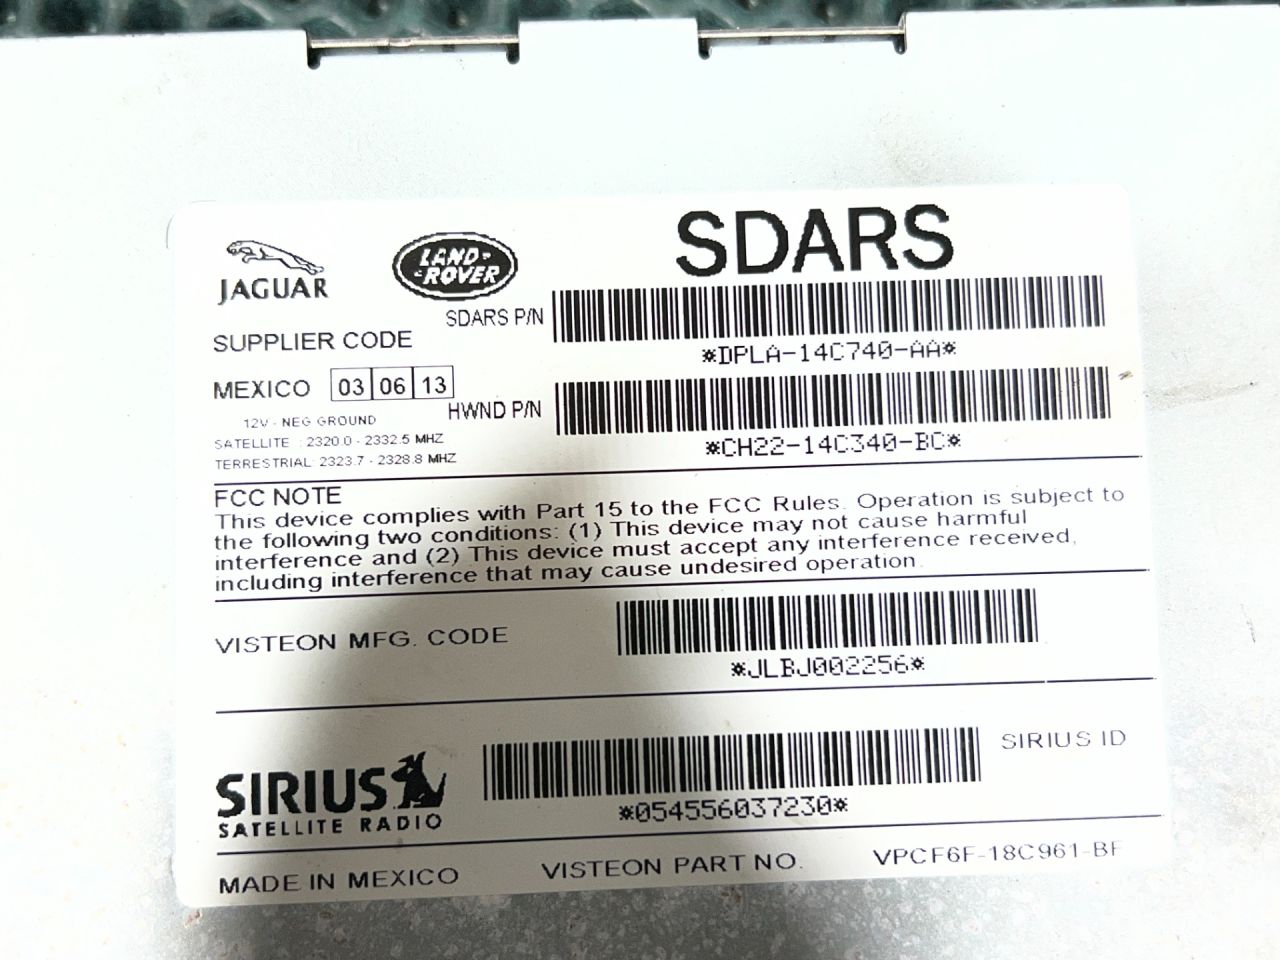 SDARS
JAGUAR
LAND-
-ROVER
SDARS P/N
*DPLA-14C740-AA*
SUPPLIER CODE
MEXICO 03 06 13
HWND P/N
*CH22-14C340-BC*
12V - NEG GROUND
SATELLITE : 2320.0 - 2332.5 MHZ
TERRESTRIAL: 2323.7 - 2328.8 MHZ
FCC NOTE
This device complies with Part 15 to the FCC Rules. Operation is subject to
the following two conditions: (1) This device may not cause harmful
interference and (2) This device must accept any interference received,
including interference that may cause undesired operation.
VISTEON MFG. CODE
*JLBJ002256*
SIRIUS
SATELLITE RADIO
*054556037230*
SIRIUS ID
MADE IN MEXICO VISTEON PART NO. VPCF6F-18C961-BF